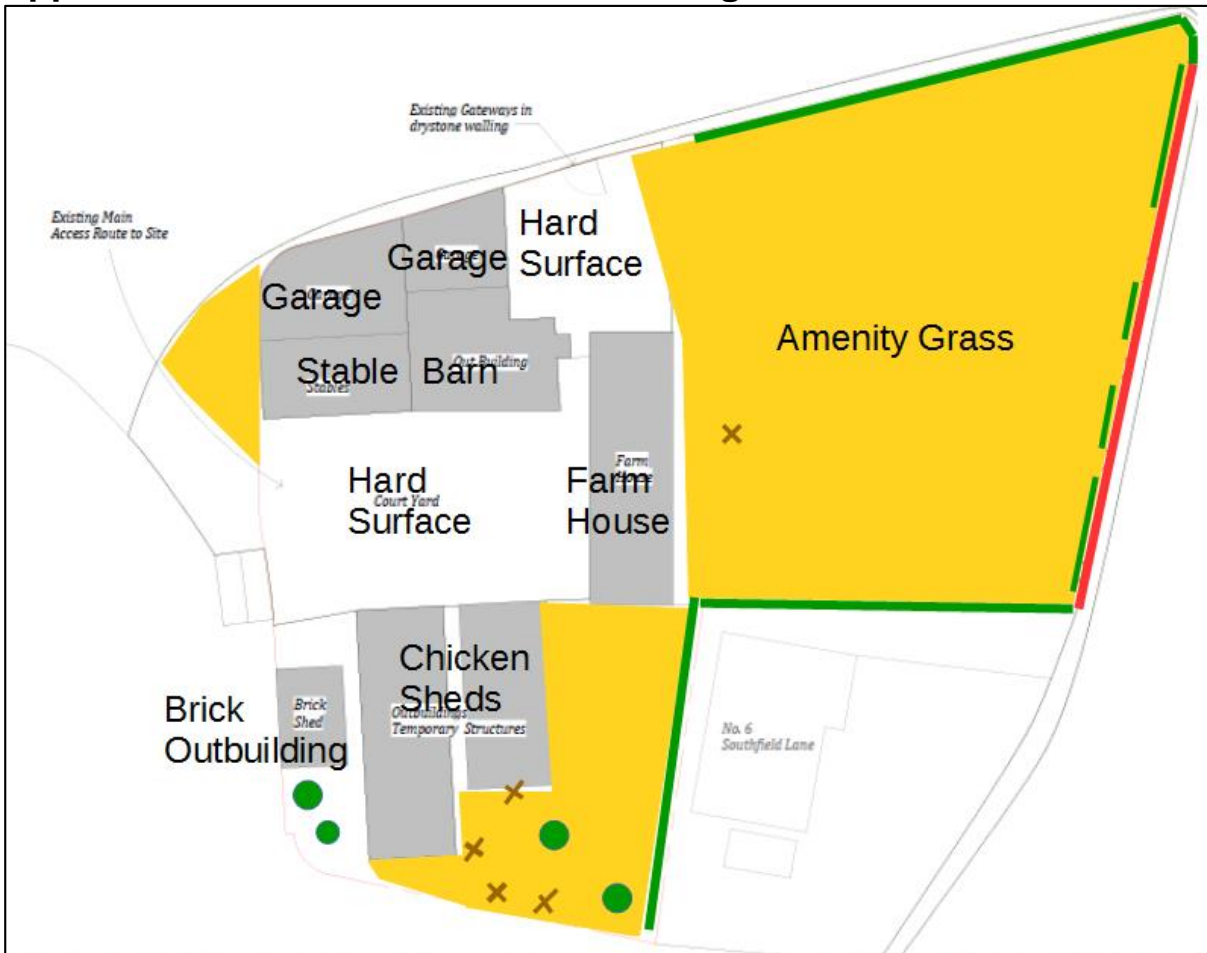 Existing Gateways in
drystone walling
Existing Main
Access Route to Site
Hard
Surface
Garage
Garage
Amenity Grass
Stable
Barn
Out Building
Stables
Farm
House
Hard
Surface
Court Yard
Farm
House
Chicken
Sheds
Outbuildings
Temporary Structures
Brick
Shed
Brick
Outbuilding
No. 6
Southfield Lane